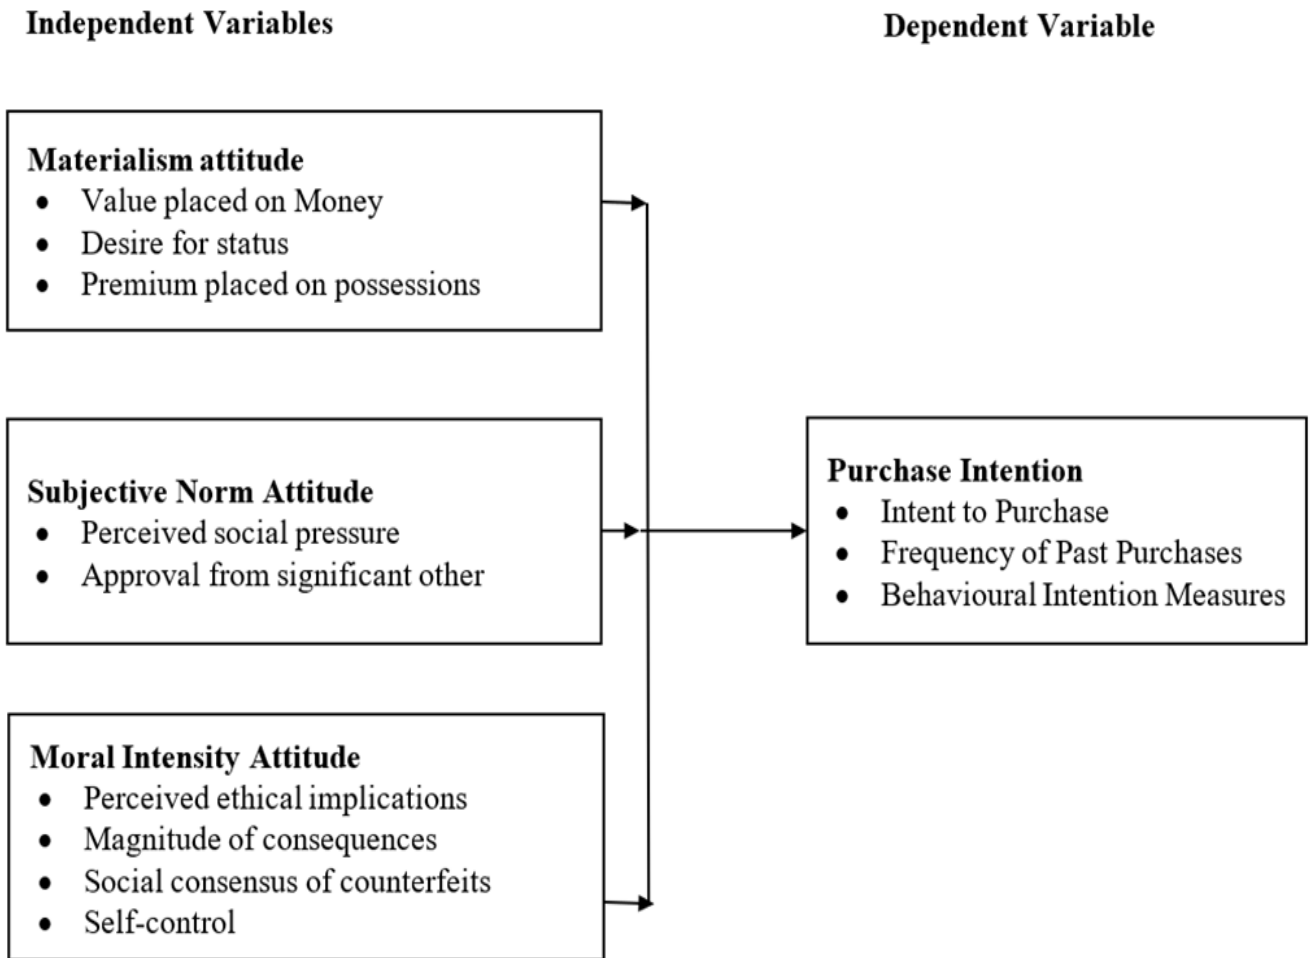 Independent Variables
Dependent Variable
Materialism attitude
• Value placed on Money
• Desire for status
• Premium placed on possessions
Subjective Norm Attitude
• Perceived social pressure
• Approval from significant other
Purchase Intention
• Intent to Purchase
• Frequency of Past Purchases
• Behavioural Intention Measures
Moral Intensity Attitude
• Perceived ethical implications
• Magnitude of consequences
• Social consensus of counterfeits
• Self-control